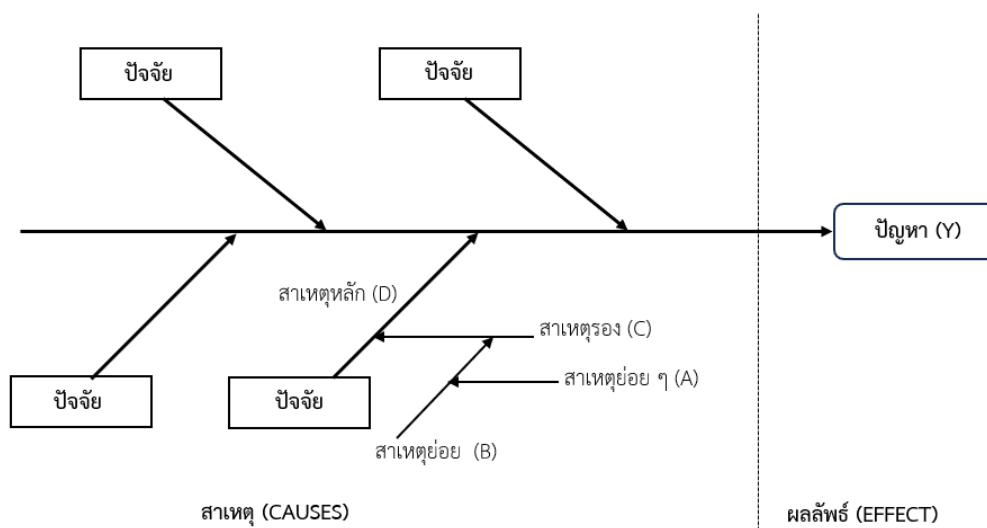 ปัจจัย
ปัจจัย
ปัญหา (Y)
สาเหตุหลัก (D)
สาเหตุรอง (C)
สาเหตุย่อย ๆ (A)
ปัจจัย
ปัจจัย
สาเหตุย่อย (B)
สาเหตุ (CAUSES)
ผลลัพธ์ (EFFECT)